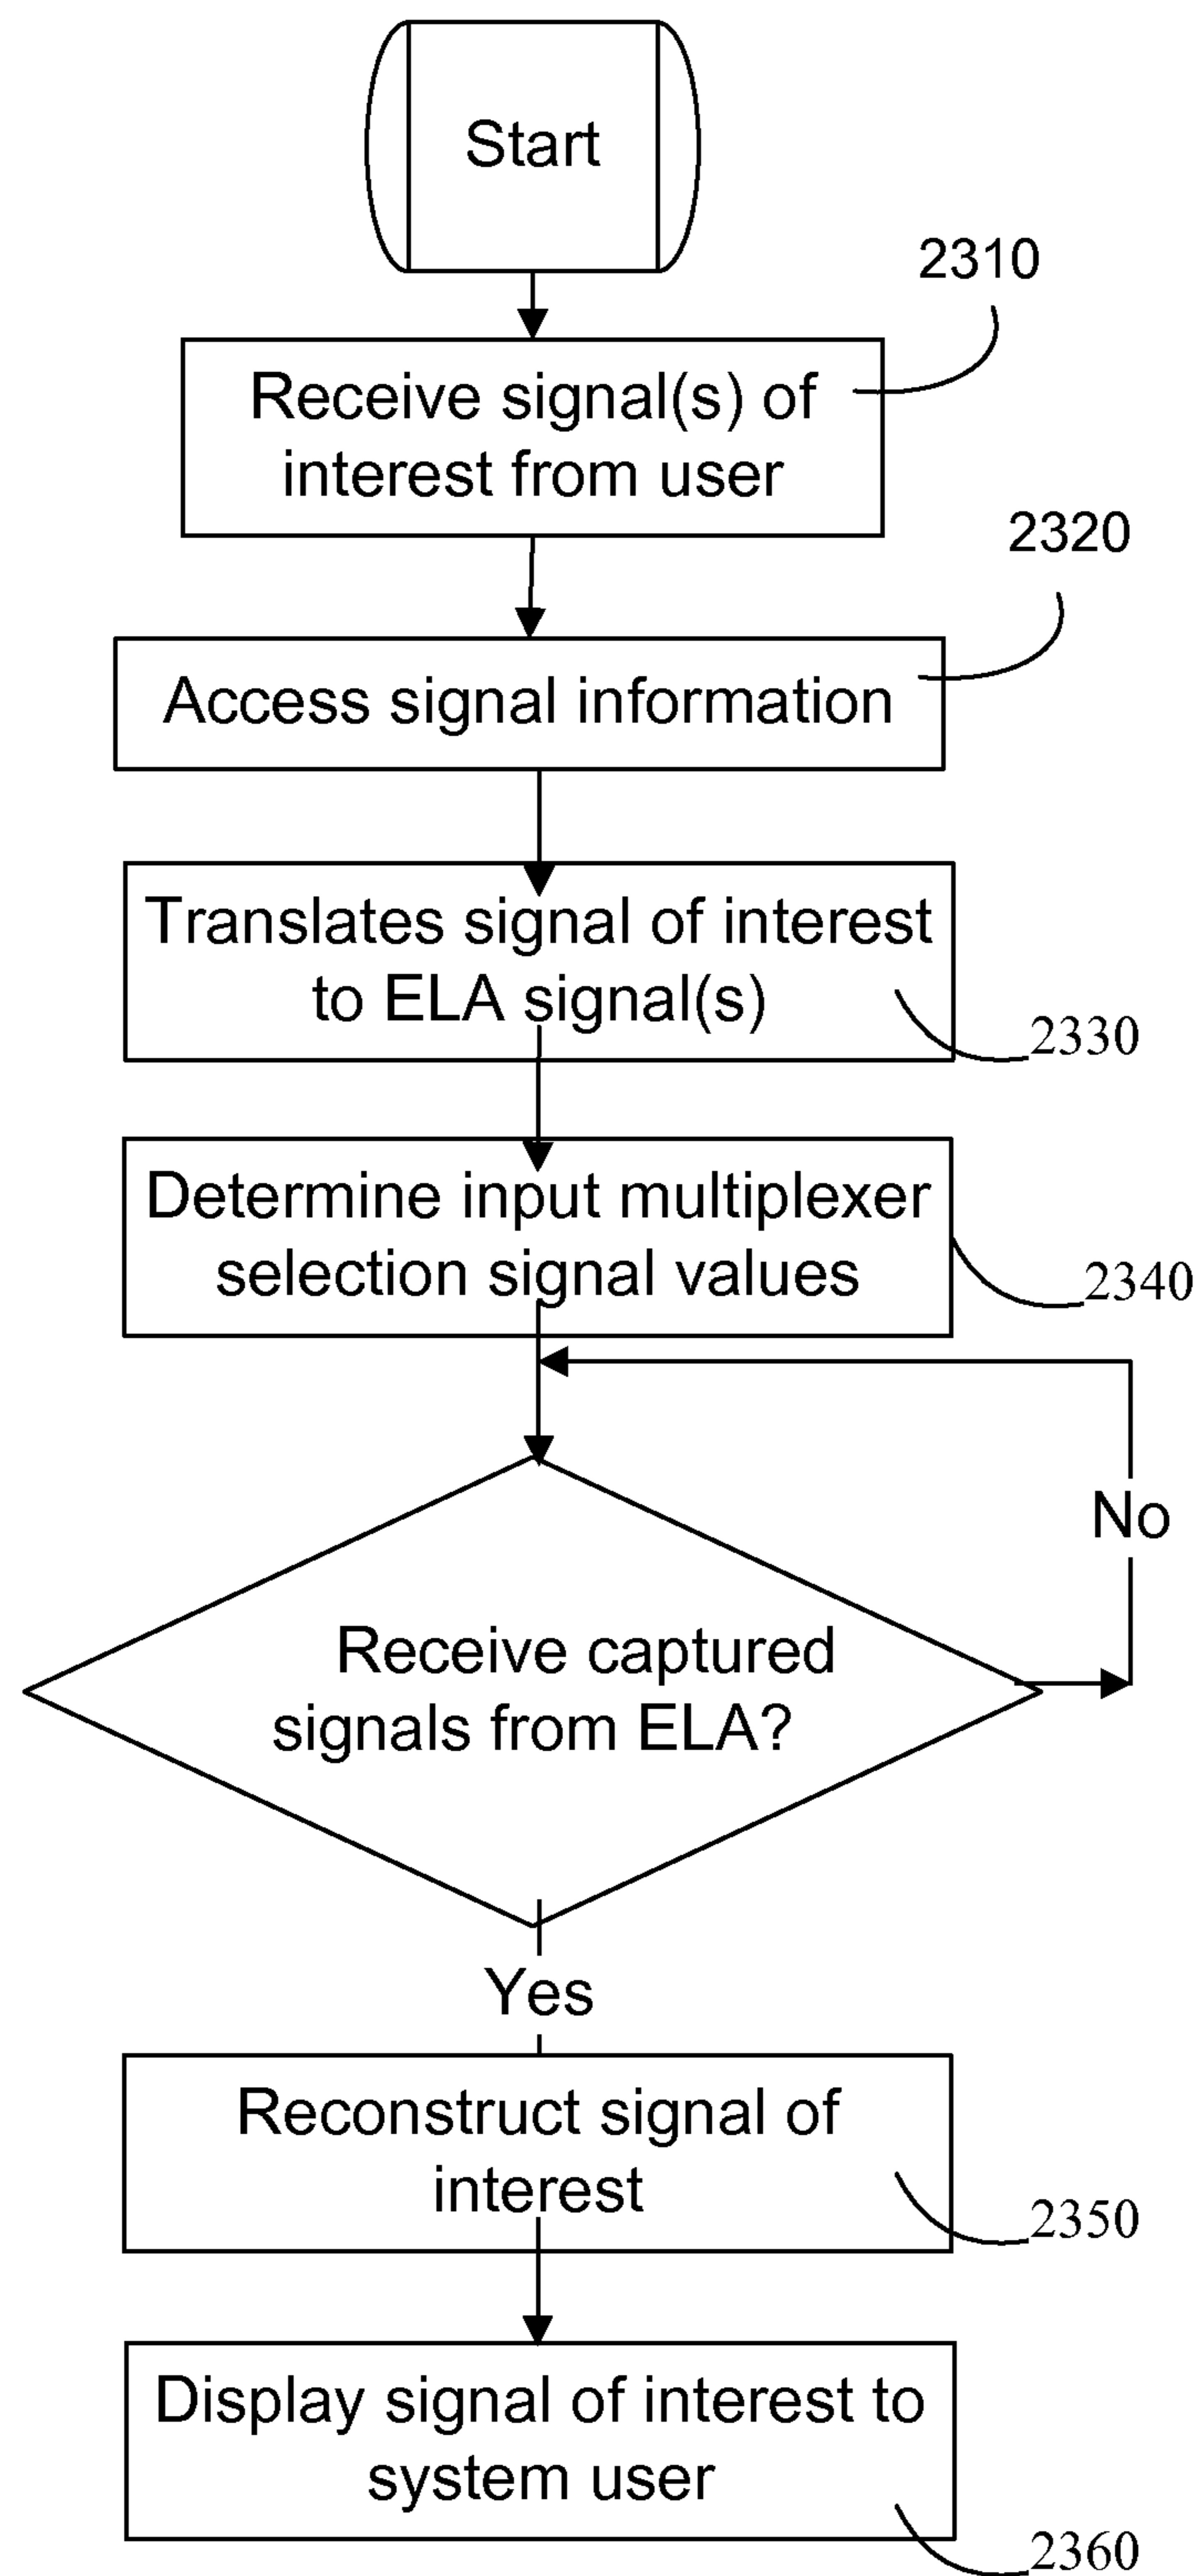 Start
2310
Receive signal(s) of
interest from user
2320
Access signal information
Translates signal of interest
to ELA signal(s)
2330
Determine input multiplexer
selection signal values
2340
No
Receive captured
signals from ELA?
Yes
Reconstruct signal of
interest
2350
Display signal of interest to
system user
2360